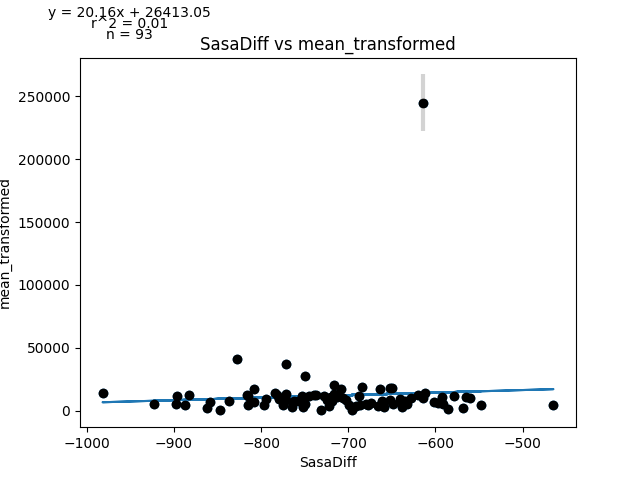 y = 20.16x + 26413.05
r^2 = 0.01
n = 93
SasaDiff vs mean_transformed
mean_transformed
250000
200000
150000
100000
50000
0
−1000
−900
−800
−700
−600
−500
SasaDiff